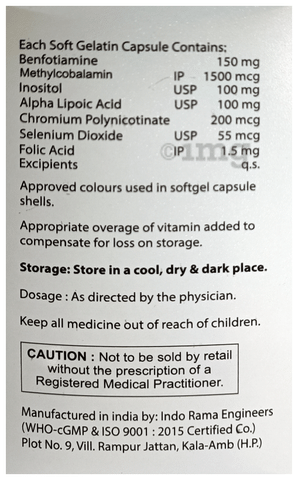 Each Soft Gelatin Capsule Contains:
Benfotiamine 150 mg
Methylcobalamin IP 1500 mcg
Inositol USP 100 mg
Alpha Lipoic Acid USP 100 mg
Chromium Polynicotinate 200 mcg
Selenium Dioxide USP 55 mcg
Folic Acid IP 1.5 mg
Excipients q.s.
©1mg
Approved colours used in softgel capsule
shells.
Appropriate overage of vitamin added to
compensate for loss on storage.
Storage: Store in a cool, dry & dark place.
Dosage : As directed by the physician.
Keep all medicine out of reach of children.
CAUTION : Not to be sold by retail
without the prescription of a
Registered Medical Practitioner.
Manufactured in india by: Indo Rama Engineers
(WHO-cGMP & ISO 9001 : 2015 Certified Co.)
Plot No. 9, Vill. Rampur Jattan, Kala-Amb (H.P.)